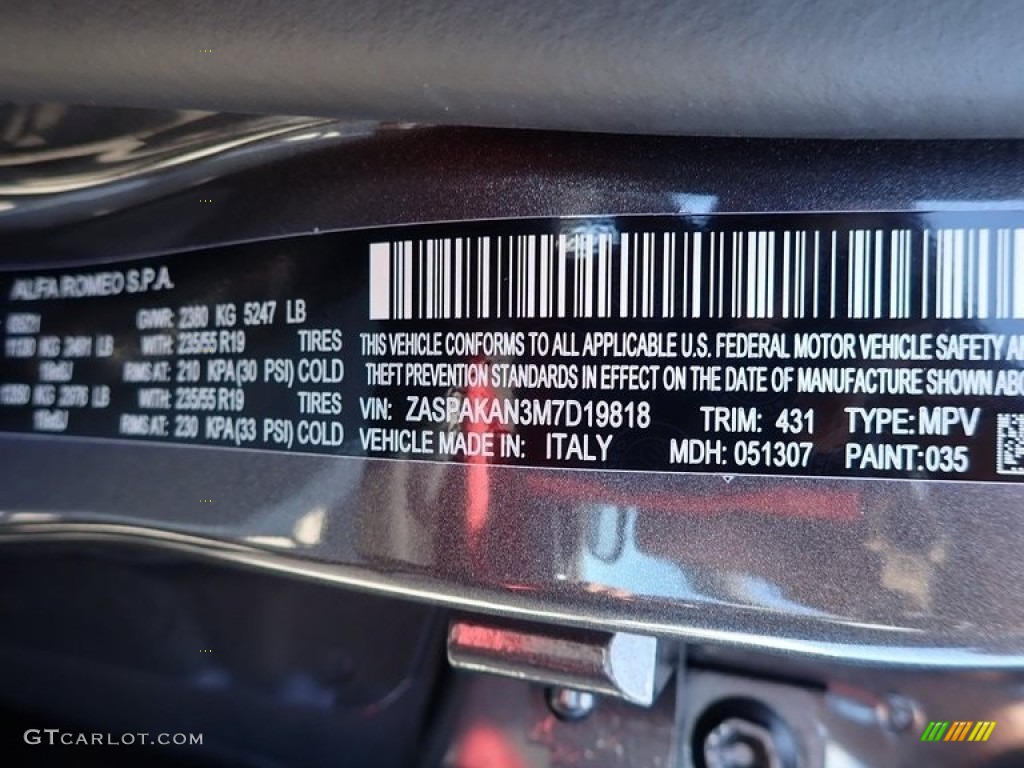 ALFA ROMEO S.P.A.
GVWR: 2380 KG 5247 LB
WITH: 235/55 R19 TIRES
RIMS AT: 210 KPA(30 PSI) COLD
WITH: 235/55 R19 TIRES
RIMS AT: 230 KPA(33 PSI) COLD
THIS VEHICLE CONFORMS TO ALL APPLICABLE U.S. FEDERAL MOTOR VEHICLE SAFETY
THEFT PREVENTION STANDARDS IN EFFECT ON THE DATE OF MANUFACTURE SHOWN
VIN: ZASPAKAN3M7D19818 TRIM: 431 TYPE: MPV
VEHICLE MADE IN: ITALY MDH: 051307 PAINT:035
GTCARLOT.COM